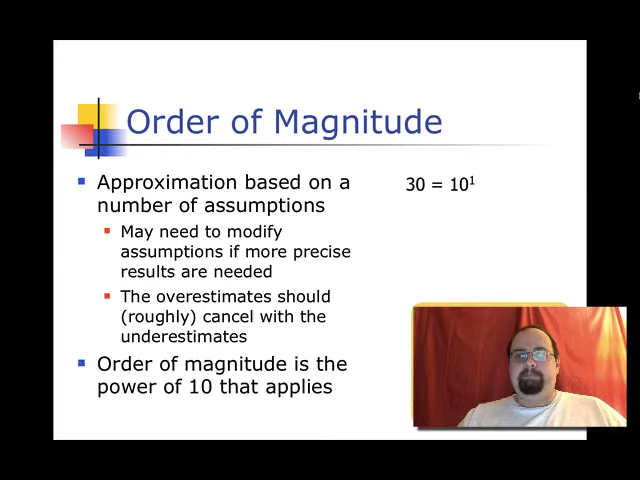 Order of Magnitude
Approximation based on a
number of assumptions
May need to modify
assumptions if more precise
results are needed
The overestimates should
(roughly) cancel with the
underestimates
Order of magnitude is the
power of 10 that applies
30 = 10¹